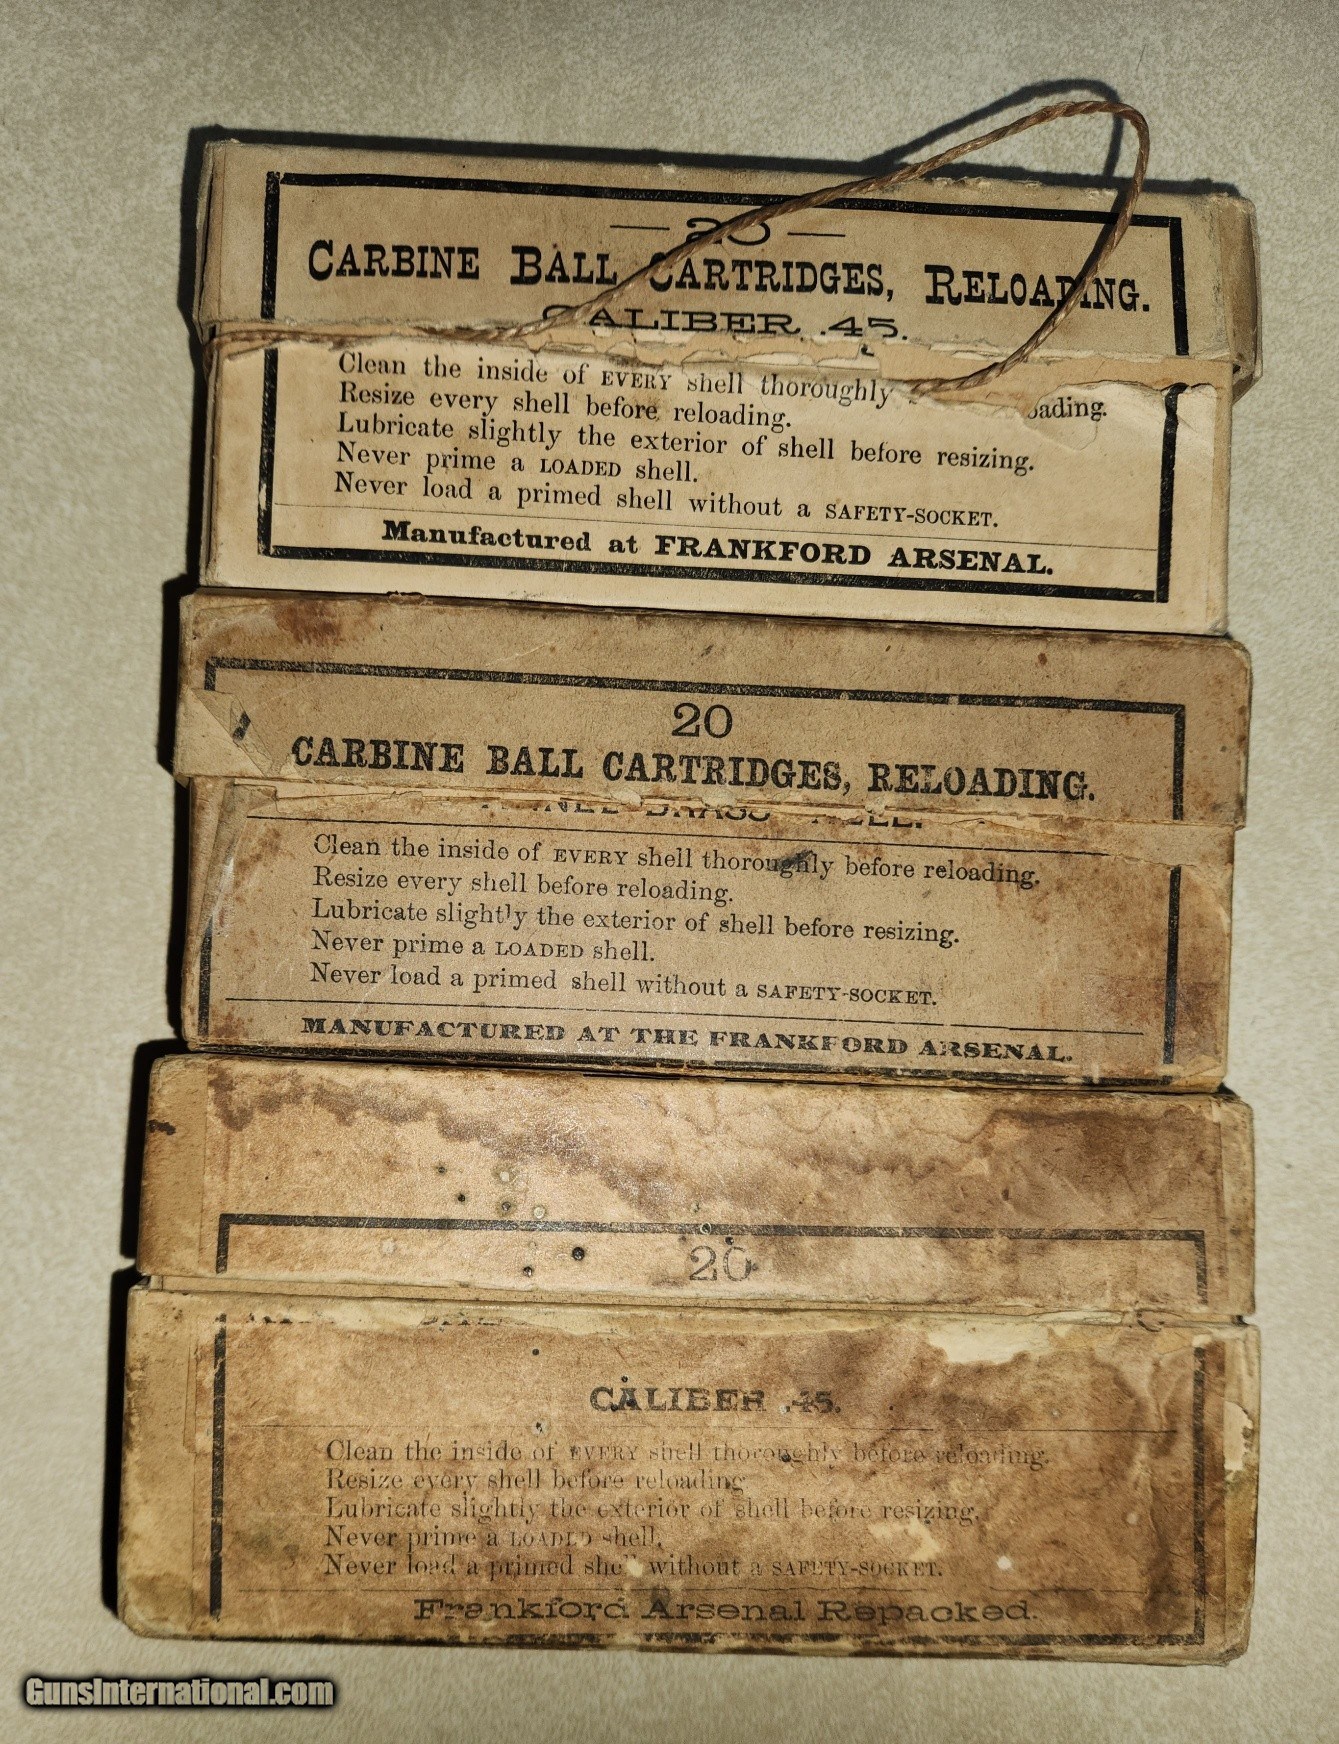 — 20 —
CARBINE BALL CARTRIDGES, RELOADING.
CALIBER .45.
Clean the inside of EVERY shell thoroughly
Resize every shell before reloading.
Lubricate slightly the exterior of shell before resizing.
Never prime a LOADED shell.
Never load a primed shell without a SAFETY-SOCKET.
Manufactured at FRANKFORD ARSENAL.
20
CARBINE BALL CARTRIDGES, RELOADING.
Clean the inside of EVERY shell thoroughly before reloading.
Resize every shell before reloading.
Lubricate slightly the exterior of shell before resizing.
Never prime a LOADED shell.
Never load a primed shell without a SAFETY-SOCKET.
MANUFACTURED AT THE FRANKFORD ARSENAL.
20
CALIBER .45.
Clean the inside of EVERY shell thoroughly before reloading.
Resize every shell before reloading
Lubricate slightly the exterior of shell before resizing.
Never prime a LOADED shell.
Never load a primed shell without a SAFETY-SOCKET.
Frankford Arsenal Repacked.
GunsInternational.com